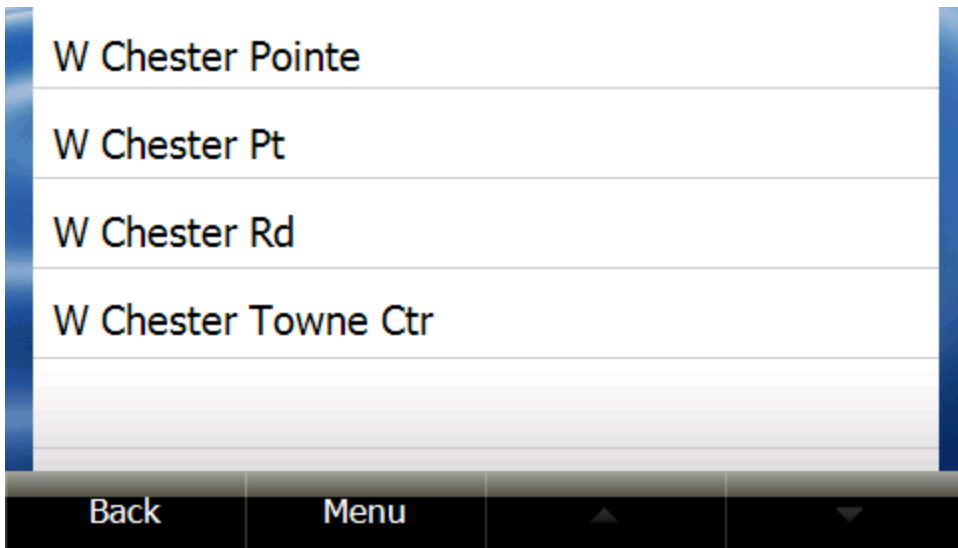 W Chester Pointe
W Chester Pt
W Chester Rd
W Chester Towne Ctr
Back Menu